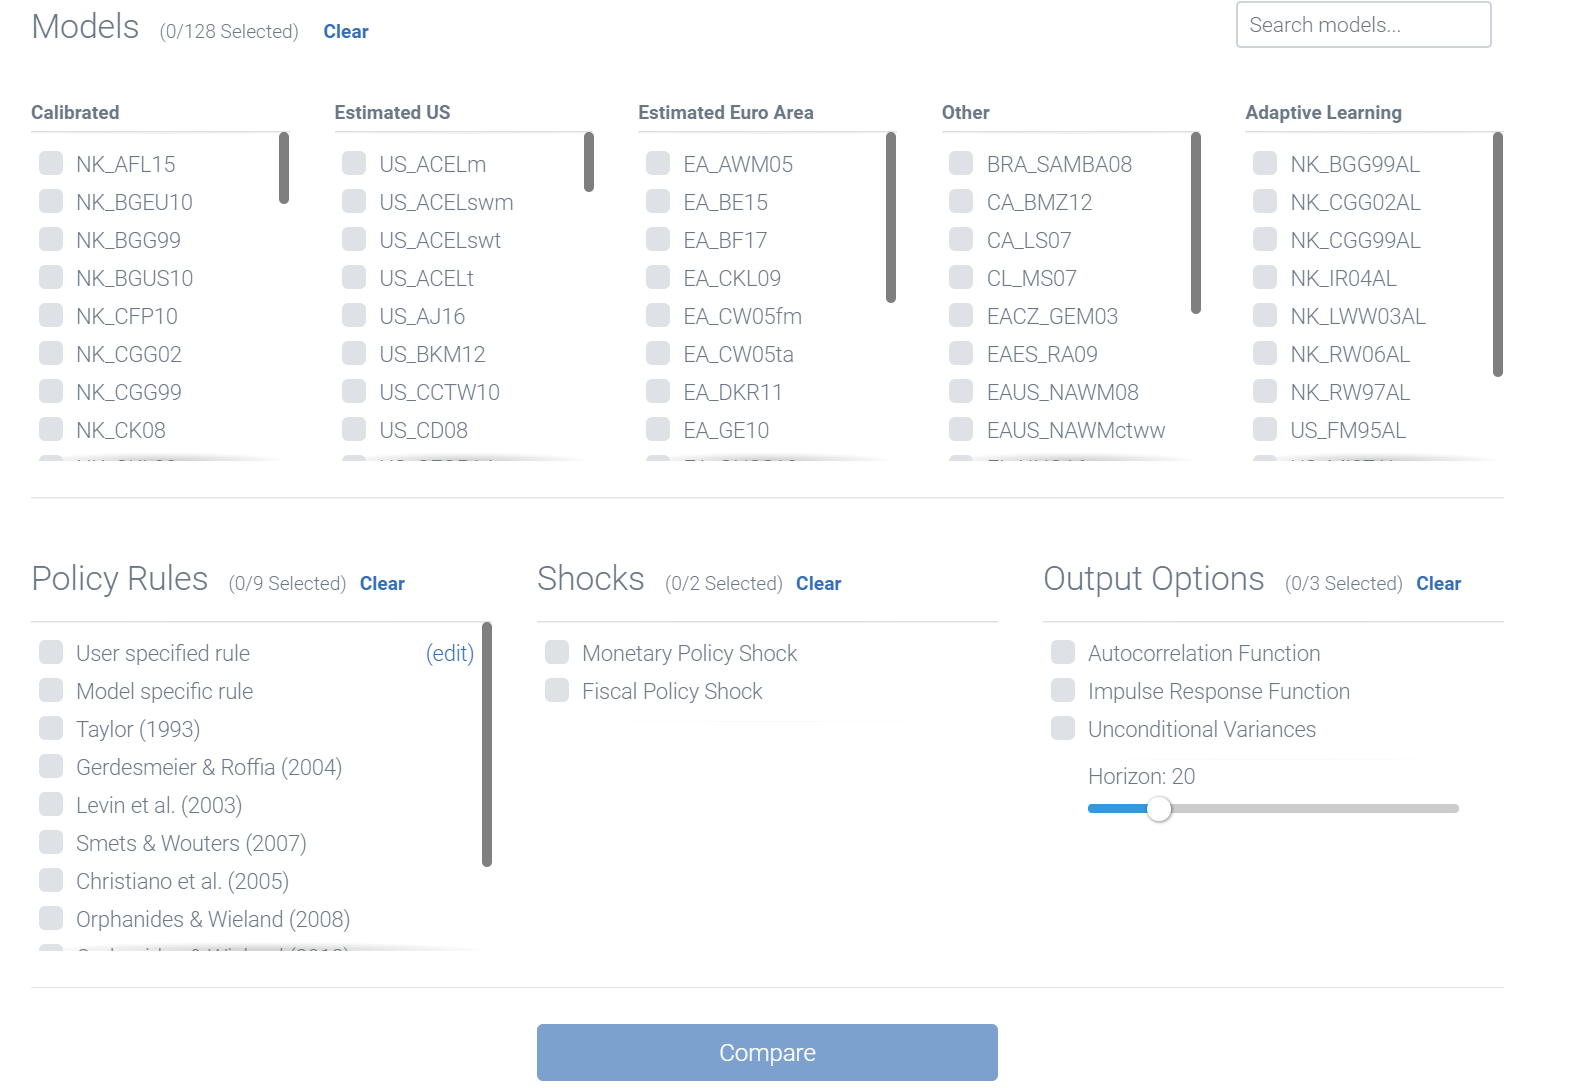 Models (0/128 Selected) Clear
Search models...
Calibrated
NK_AFL15
NK_BGEU10
NK_BGG99
NK_BGUS10
NK_CFP10
NK_CGG02
NK_CGG99
NK_CK08
Estimated US
US_ACELm
US_ACELswm
US_ACELswt
US_ACELt
US_AJ16
US_BKM12
US_CCTW10
US_CD08
Estimated Euro Area
EA_AWM05
EA_BE15
EA_BF17
EA_CKL09
EA_CW05fm
EA_CW05ta
EA_DKR11
EA_GE10
Other
BRA_SAMBA08
CA_BMZ12
CA_LS07
CL_MS07
EACZ_GEM03
EAES_RA09
EAUS_NAWM08
EAUS_NAWMctww
Adaptive Learning
NK_BGG99AL
NK_CGG02AL
NK_CGG99AL
NK_IR04AL
NK_LWW03AL
NK_RW06AL
NK_RW97AL
US_FM95AL
Policy Rules (0/9 Selected) Clear
User specified rule (edit)
Model specific rule
Taylor (1993)
Gerdesmeier & Roffia (2004)
Levin et al. (2003)
Smets & Wouters (2007)
Christiano et al. (2005)
Orphanides & Wieland (2008)
Shocks (0/2 Selected) Clear
Monetary Policy Shock
Fiscal Policy Shock
Output Options (0/3 Selected) Clear
Autocorrelation Function
Impulse Response Function
Unconditional Variances
Horizon: 20
Compare